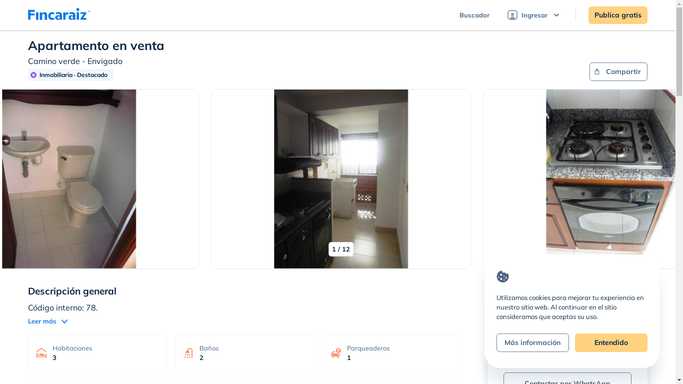 Fincaraiz
Buscador
Ingresar
Publica gratis
Apartamento en venta
Camino verde - Envigado
Inmobiliaria · Destacado
Compartir
1 / 12
Descripción general
Código interno: 78.
Leer más
Habitaciones
3
Baños
2
Parqueaderos
1
Utilizamos cookies para mejorar tu experiencia en
nuestro sitio web. Al continuar en el sitio
consideramos que aceptas su uso.
Más información
Entendido
Contactar por WhatsApp